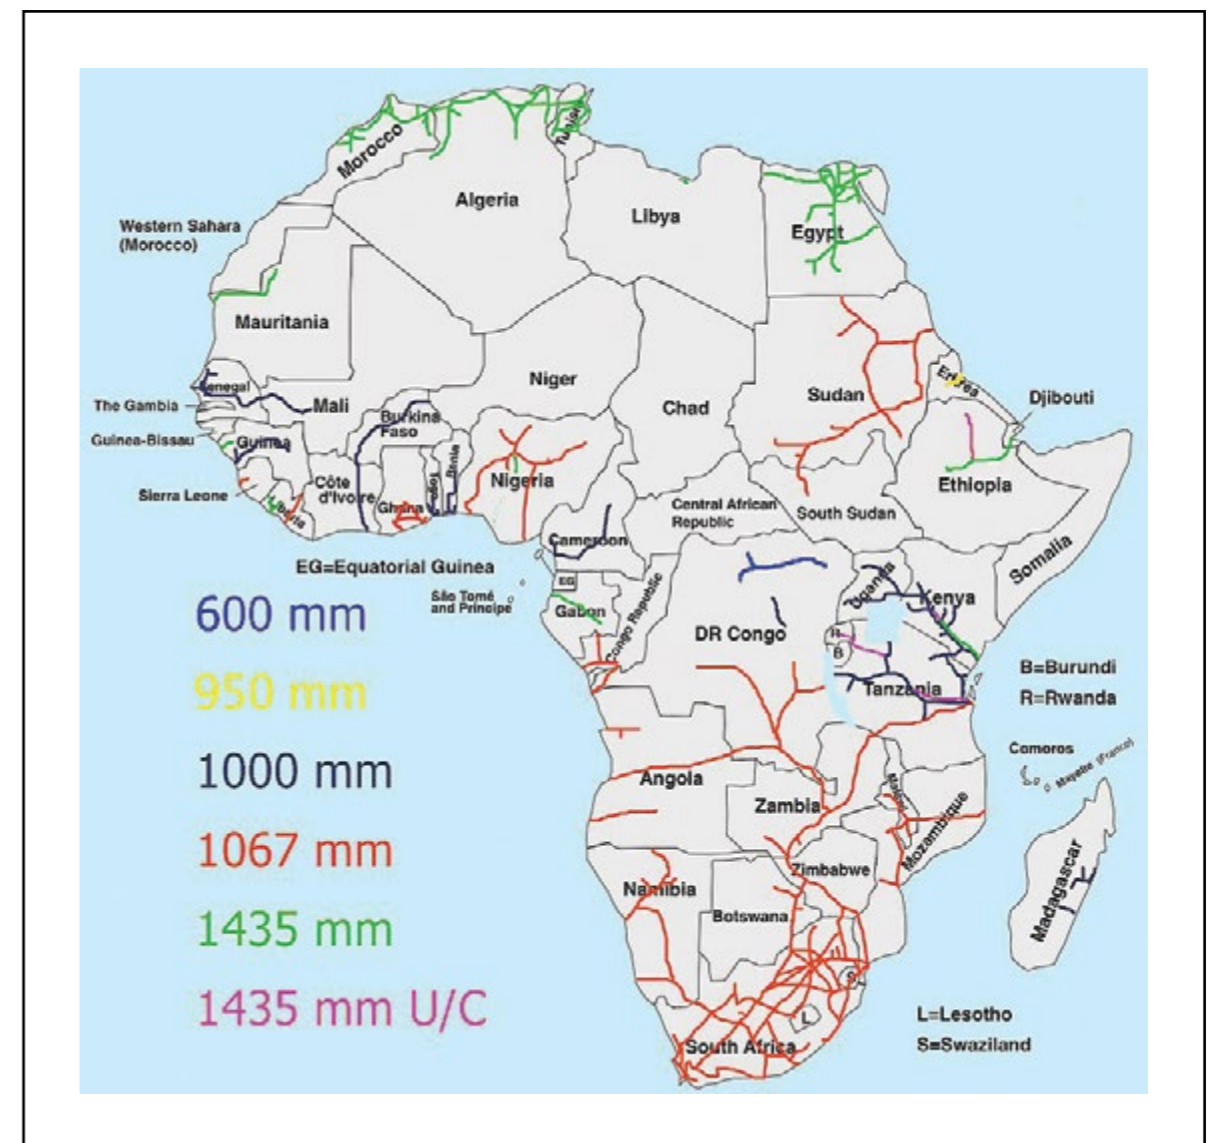 Tunisia
Morocco
Algeria
Libya
Egypt
Western Sahara
(Morocco)
Mauritania
Niger
Chad
Sudan
Eritrea
Djibouti
Senegal
The Gambia
Mali
Burkina
Faso
Guinea-Bissau
Guinea
Benin
Togo
Côte
d'Ivoire
Ghana
Nigeria
Sierra Leone
Liberia
Central African
Republic
South Sudan
Ethiopia
Somalia
Cameroon
EG=Equatorial Guinea
EG
São Tomé
and Principe
Gabon
Congo Republic
DR Congo
Uganda
Kenya
R
B
Tanzania
B=Burundi
R=Rwanda
600 mm
950 mm
1000 mm
1067 mm
1435 mm
1435 mm U/C
Comoros
Mayotte (France)
Angola
Zambia
Malawi
Mozambique
Zimbabwe
Namibia
Botswana
Madagascar
S
L
South Africa
L=Lesotho
S=Swaziland